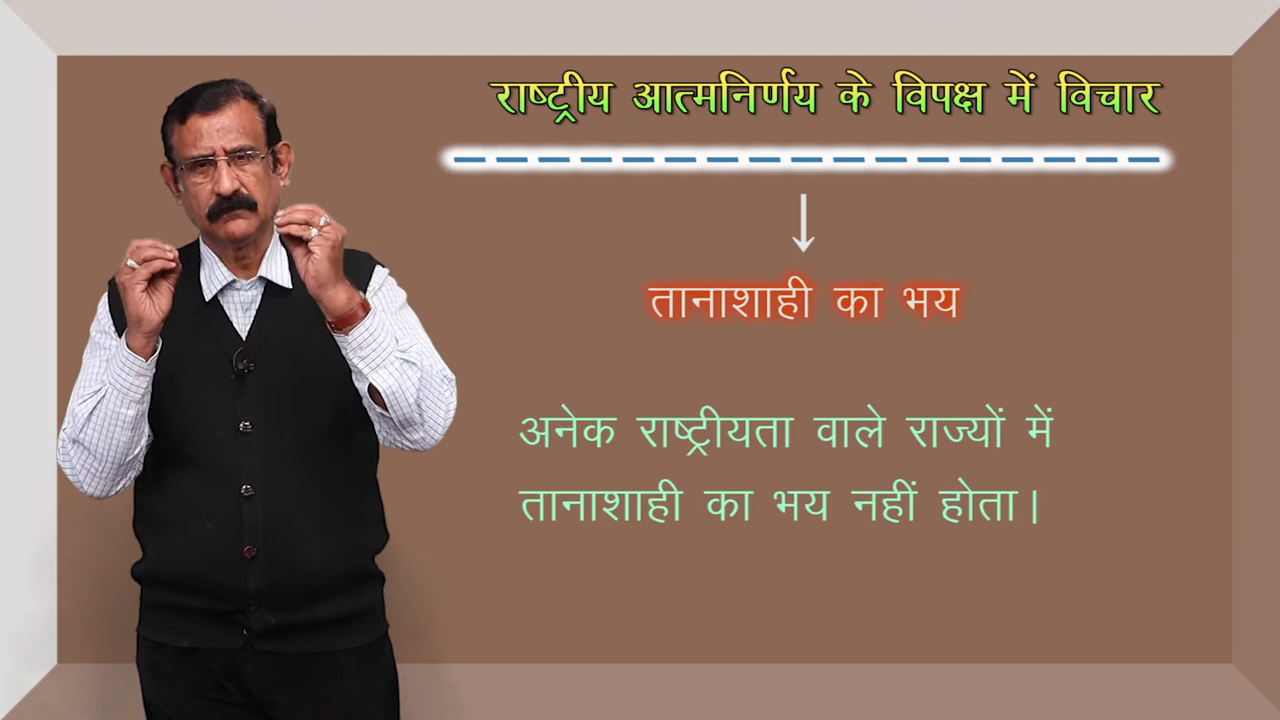 राष्ट्रीय आत्मनिर्णय के विपक्ष में विचार
तानाशाही का भय
अनेक राष्ट्रीयता वाले राज्यों में
तानाशाही का भय नहीं होता।